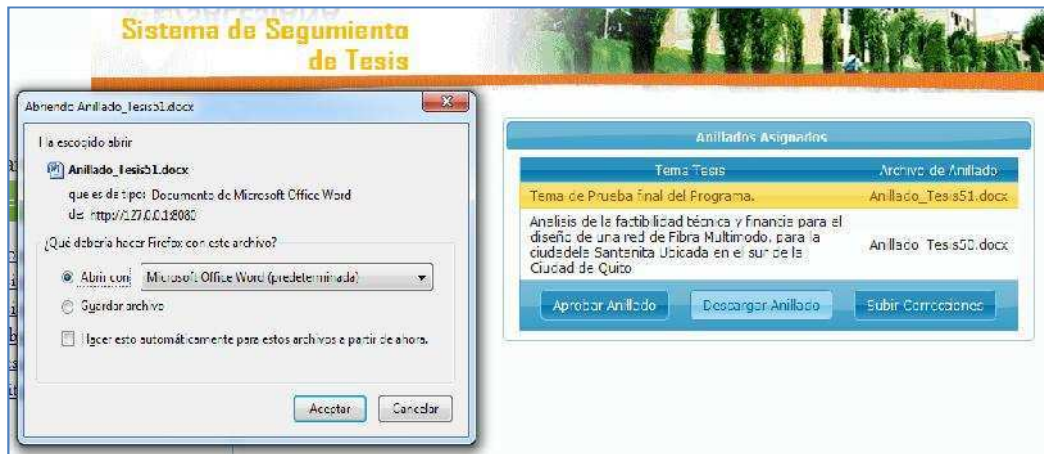 Sistema de Segumiento
de Tesis
Abriendo Anillado_Tesis51.docx
Ha escogido abrir
Anillado_Tesis51.docx
que es de tipo: Documento de Microsoft Office Word
de: http://127.0.0.1:8080
¿Qué debería hacer Firefox con este archivo?
Abrir con Microsoft Office Word (predeterminada)
Guardar archivo
Hacer esto automáticamente para estos archivos a partir de ahora.
Aceptar Cancelar
Anillados Asignados
Tema Tesis Archivo de Anillado
Tema de Prueba final del Programa. Anillado_Tesis51.docx
Analisis de la factibilidad técnica y financia para el
diseño de una red de Fibra Multimodo, para la
ciudadela Santanita Ubicada en el sur de la
Ciudad de Quito
Anillado_Tesis50.docx
Aprobar Anillado Descargar Anillado Subir Correcciones